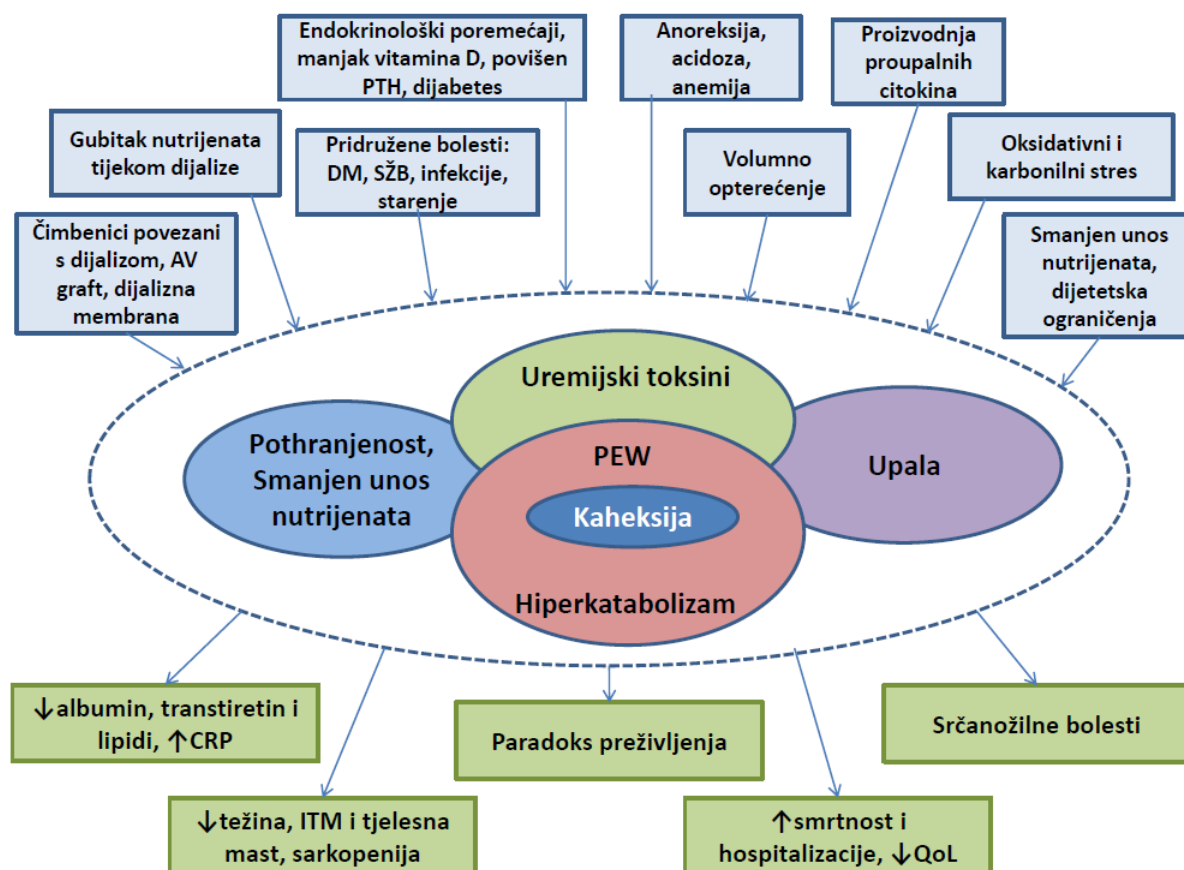 Endokrinološki poremećaji,
manjak vitamina D, povišen
PTH, dijabetes
Anoreksija,
acidoza,
anemija
Proizvodnja
proupalnih
citokina
Gubitak nutrijenata
tijekom dijalize
Pridružene bolesti:
DM, SŽB, infekcije,
starenje
Volumno
opterećenje
Oksidativni i
karbonilni stres
Čimbenici povezani
s dijalizom, AV
graft, dijalizna
membrana
Smanjen unos
nutrijenata,
dijetetska
ograničenja
Uremijski toksini
Pothranjenost,
Smanjen unos
nutrijenata
PEW
Kaheksija
Hiperkatabolizam
Upala
↓albumin, transtiretin i
lipidi, ↑CRP
Paradoks preživljenja
Srčanožilne bolesti
↓težina, ITM i tjelesna
mast, sarkopenija
↑smrtnost i
hospitalizacije, ↓QoL